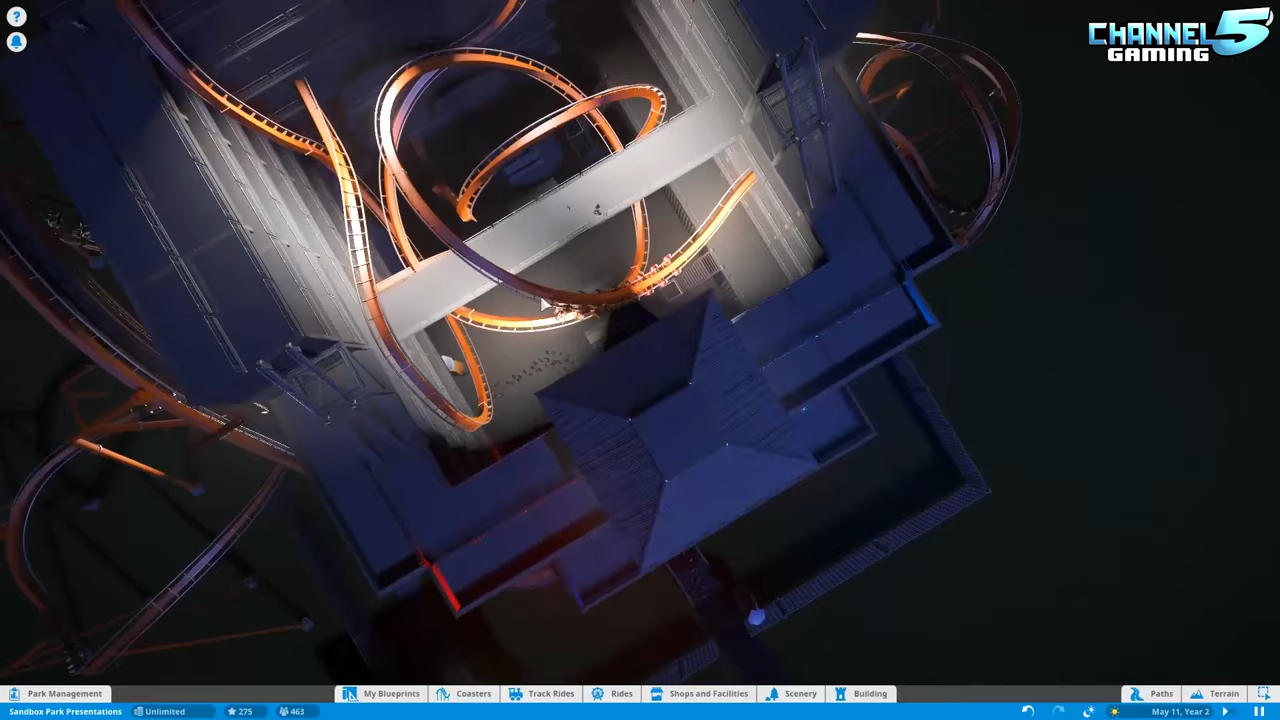 ?
CHANNEL 5
GAMING
Park Management
My Blueprints
Coasters
Track Rides
Rides
Shops and Facilities
Scenery
Building
Paths
Terrain
Sandbox Park Presentations
Unlimited
275
463
May 11, Year 2